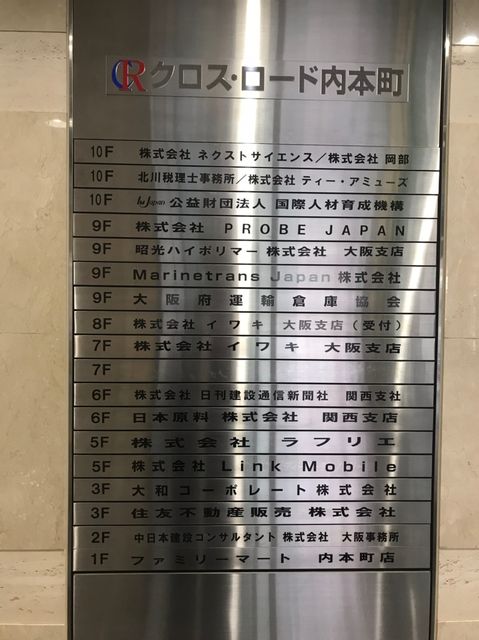 CR クロス・ロード内本町
10F 株式会社 ネクストサイエンス／株式会社 岡部
10F 北川税理士事務所／株式会社 ティー・アミューズ
10F 公益財団法人 国際人材育成機構
9F 株式会社 PROBE JAPAN
9F 昭光ハイポリマー 株式会社 大阪支店
9F Marinetrans Japan 株式会社
9F 大阪府運輸倉庫協会
8F 株式会社 イワキ 大阪支店(受付)
7F 株式会社 イワキ 大阪支店
7F
6F 株式会社 日刊建設通信新聞社 関西支社
6F 日本原料 株式会社 関西支店
5F 株式会社 ラフリエ
5F 株式会社 Link Mobile
3F 大和コーポレート 株式会社
3F 住友不動産販売 株式会社
2F 中日本建設コンサルタント 株式会社 大阪事務所
1F ファミリーマート 内本町店